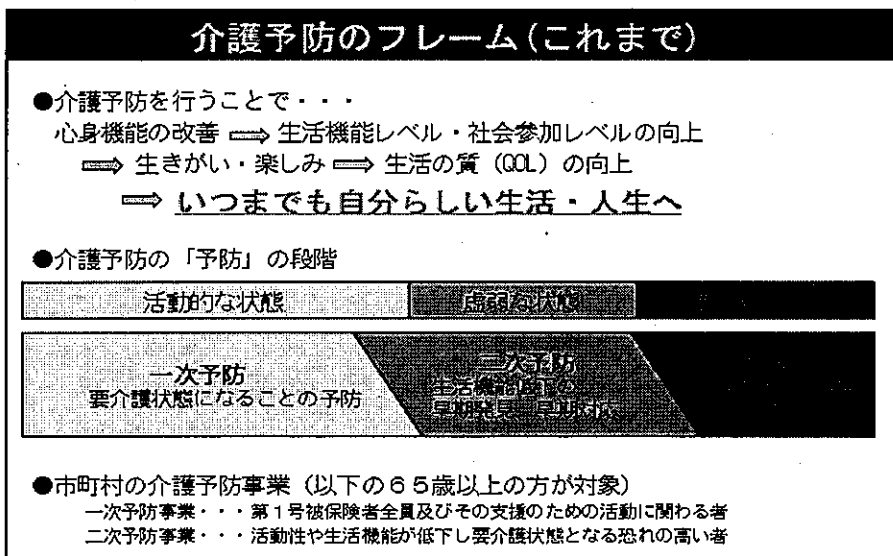 介護予防のフレーム(これまで)
●介護予防を行うことで・・・
心身機能の改善 ⟹ 生活機能レベル・社会参加レベルの向上
⟹ 生きがい・楽しみ ⟹ 生活の質（QOL）の向上
⟹ いつまでも自分らしい生活・人生へ
●介護予防の「予防」の段階
活動的な状態 虚弱な状態
一次予防
要介護状態になることの予防
二次予防
生活機能低下の
早期発見・早期対応
●市町村の介護予防事業（以下の６５歳以上の方が対象）
一次予防事業・・・第１号被保険者全員及びその支援のための活動に関わる者
二次予防事業・・・活動性や生活機能が低下し要介護状態となる恐れの高い者